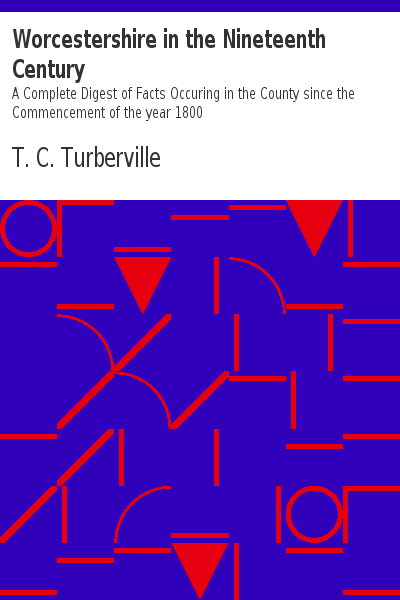 Worcestershire in the Nineteenth
Century
A Complete Digest of Facts Occuring in the County since the
Commencement of the year 1800
T. C. Turberville